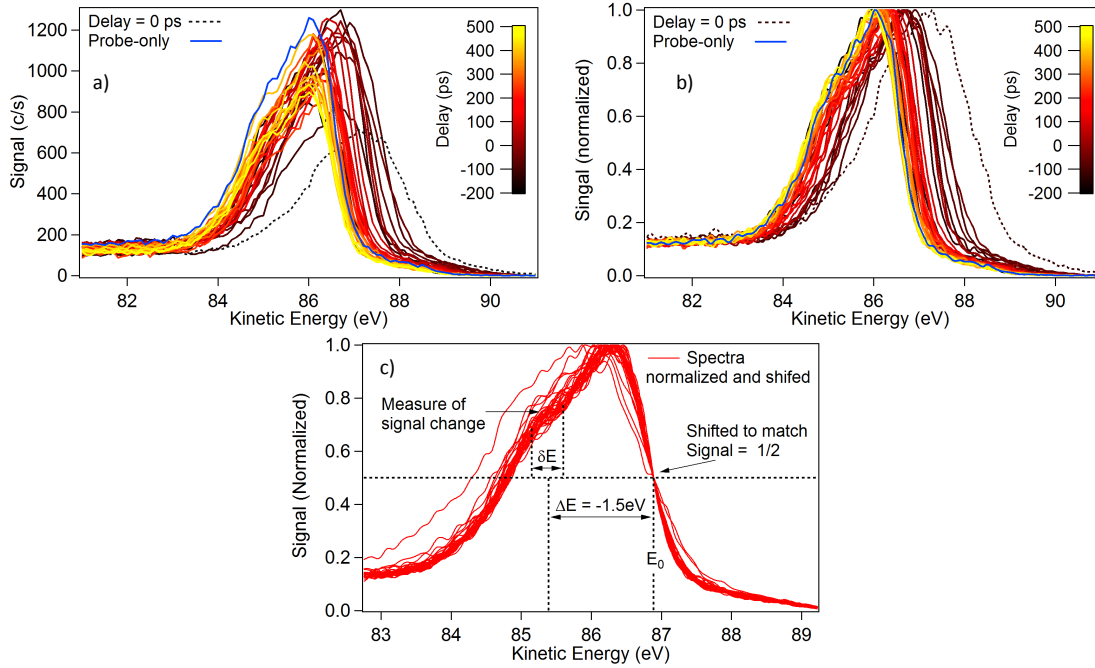 Delay = 0 ps
Probe-only
a)
Signal (c/s)
1200
1000
800
600
400
200
0
82
84
86
88
90
Kinetic Energy (eV)
Delay (ps)
500
400
300
200
100
0
-100
-200
Delay = 0 ps
Probe-only
b)
Singal (normalized)
1.0
0.8
0.6
0.4
0.2
0.0
82
84
86
88
90
Kinetic Energy (eV)
Delay (ps)
500
400
300
200
100
0
-100
-200
c)
Spectra
normalized and shifed
Measure of
signal change
Shifted to match
Signal = 1/2
δE
ΔE = -1.5eV
E₀
Signal (Normalized)
1.0
0.8
0.6
0.4
0.2
0.0
83
84
85
86
87
88
89
Kinetic Energy (eV)